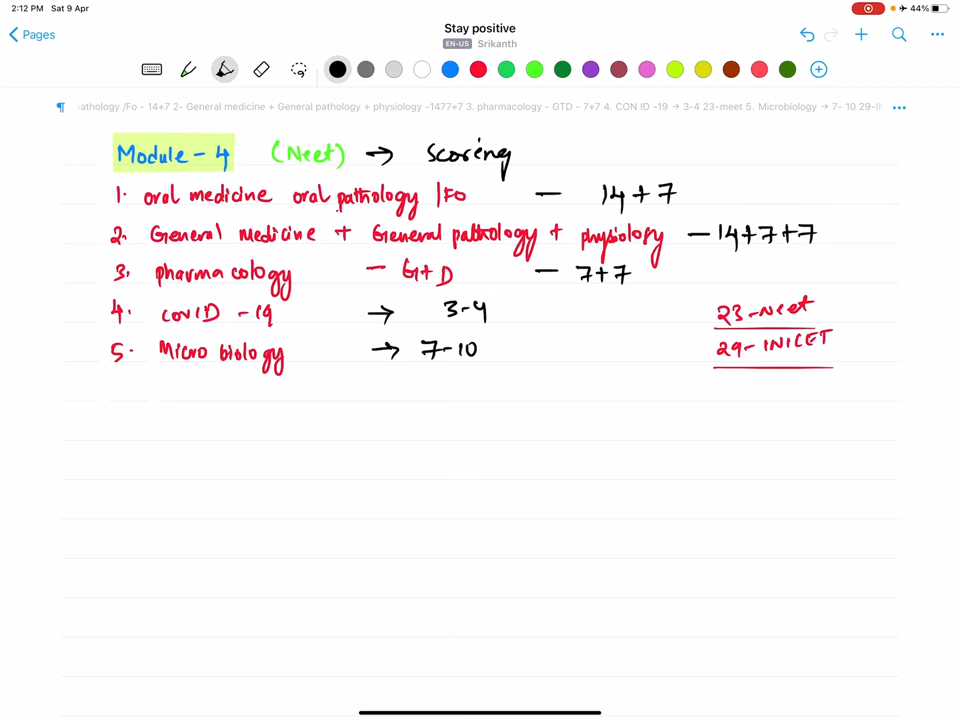 2:12 PM Sat 9 Apr
44%
Pages
Stay positive
EN-US Srikanth
athology /Fo - 14+7 2- General medicine + General pathology + physiology -1477+7 3. pharmacology - GTD - 7+7 4. CON ID -19 → 3-4 23-meet 5. Microbiology → 7- 10 29-I
Module - 4 (Neet) → scoring
1. oral medicine oral pathology /Fo — 14+7
2. General medicine + General pathology + physiology — 14+7+7
3. pharmacology - G+D — 7+7
4. COVID -19 → 3-4
23-Neet
5. Micro biology → 7-10
29- INICET